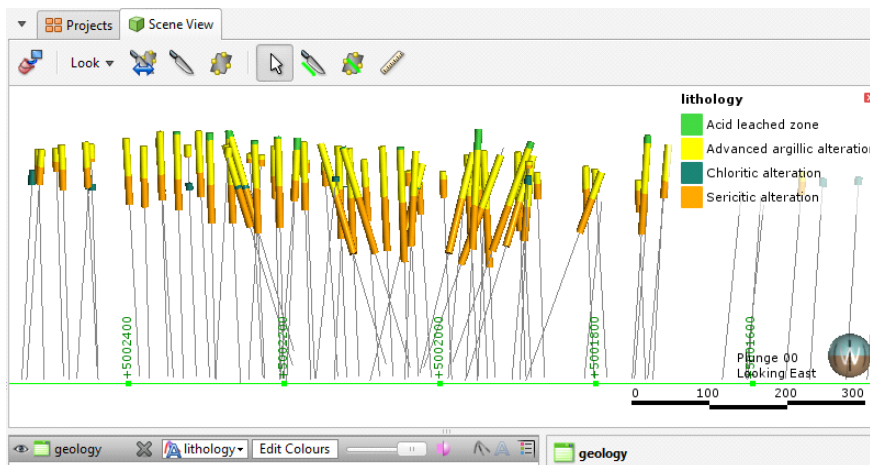 Projects
Scene View
Look
lithology
Acid leached zone
Advanced argillic alteration
Chloritic alteration
Sericitic alteration
+5002400
+5002200
+5002000
+5001800
+5001600
Plunge 00
Looking East
0 100 200 300
geology
lithology
Edit Colours
geology